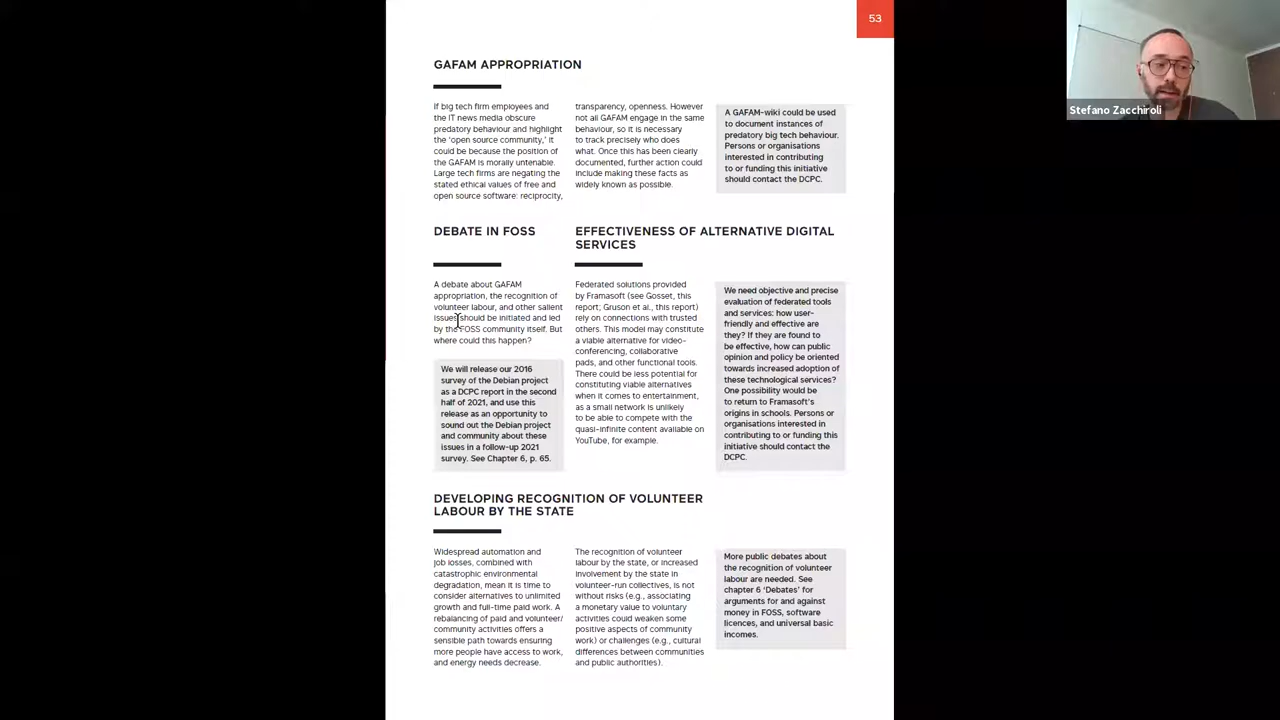 53
GAFAM APPROPRIATION
If big tech firm employees and
the IT news media obscure
predatory behaviour and highlight
the ‘open source community,’ it
could be because the position of
the GAFAM is morally untenable.
Large tech firms are negating the
stated ethical values of free and
open source software: reciprocity,
transparency, openness. However
not all GAFAM engage in the same
behaviour, so it is necessary
to track precisely who does
what. Once this has been clearly
documented, further action could
include making these facts as
widely known as possible.
A GAFAM-wiki could be used
to document instances of
predatory big tech behaviour.
Persons or organisations
interested in contributing
to or funding this initiative
should contact the DCPC.
DEBATE IN FOSS
A debate about GAFAM
appropriation, the recognition of
volunteer labour, and other salient
issues should be initiated and led
by the FOSS community itself. But
where could this happen?
We will release our 2016
survey of the Debian project
as a DCPC report in the second
half of 2021, and use this
release as an opportunity to
sound out the Debian project
and community about these
issues in a follow-up 2021
survey. See Chapter 6, p. 65.
EFFECTIVENESS OF ALTERNATIVE DIGITAL
SERVICES
Federated solutions provided
by Framasoft (see Gosset, this
report; Gruson et al., this report)
rely on connections with trusted
others. This model may constitute
a viable alternative for video-
conferencing, collaborative
pads, and other functional tools.
There could be less potential for
constituting viable alternatives
when it comes to entertainment,
as a small network is unlikely
to be able to compete with the
quasi-infinite content available on
YouTube, for example.
We need objective and precise
evaluation of federated tools
and services: how user-
friendly and effective are
they? If they are found to
be effective, how can public
opinion and policy be oriented
towards increased adoption of
these technological services?
One possibility would be
to return to Framasoft’s
origins in schools. Persons or
organisations interested in
contributing to or funding this
initiative should contact the
DCPC.
DEVELOPING RECOGNITION OF VOLUNTEER
LABOUR BY THE STATE
Widespread automation and
job losses, combined with
catastrophic environmental
degradation, mean it is time to
consider alternatives to unlimited
growth and full-time paid work. A
rebalancing of paid and volunteer/
community activities offers a
sensible path towards ensuring
more people have access to work,
and energy needs decrease.
The recognition of volunteer
labour by the state, or increased
involvement by the state in
volunteer-run collectives, is not
without risks (e.g., associating
a monetary value to voluntary
activities could weaken some
positive aspects of community
work) or challenges (e.g., cultural
differences between communities
and public authorities).
More public debates about
the recognition of volunteer
labour are needed. See
chapter 6 ‘Debates’ for
arguments for and against
money in FOSS, software
licences, and universal basic
incomes.
Stefano Zacchiroli